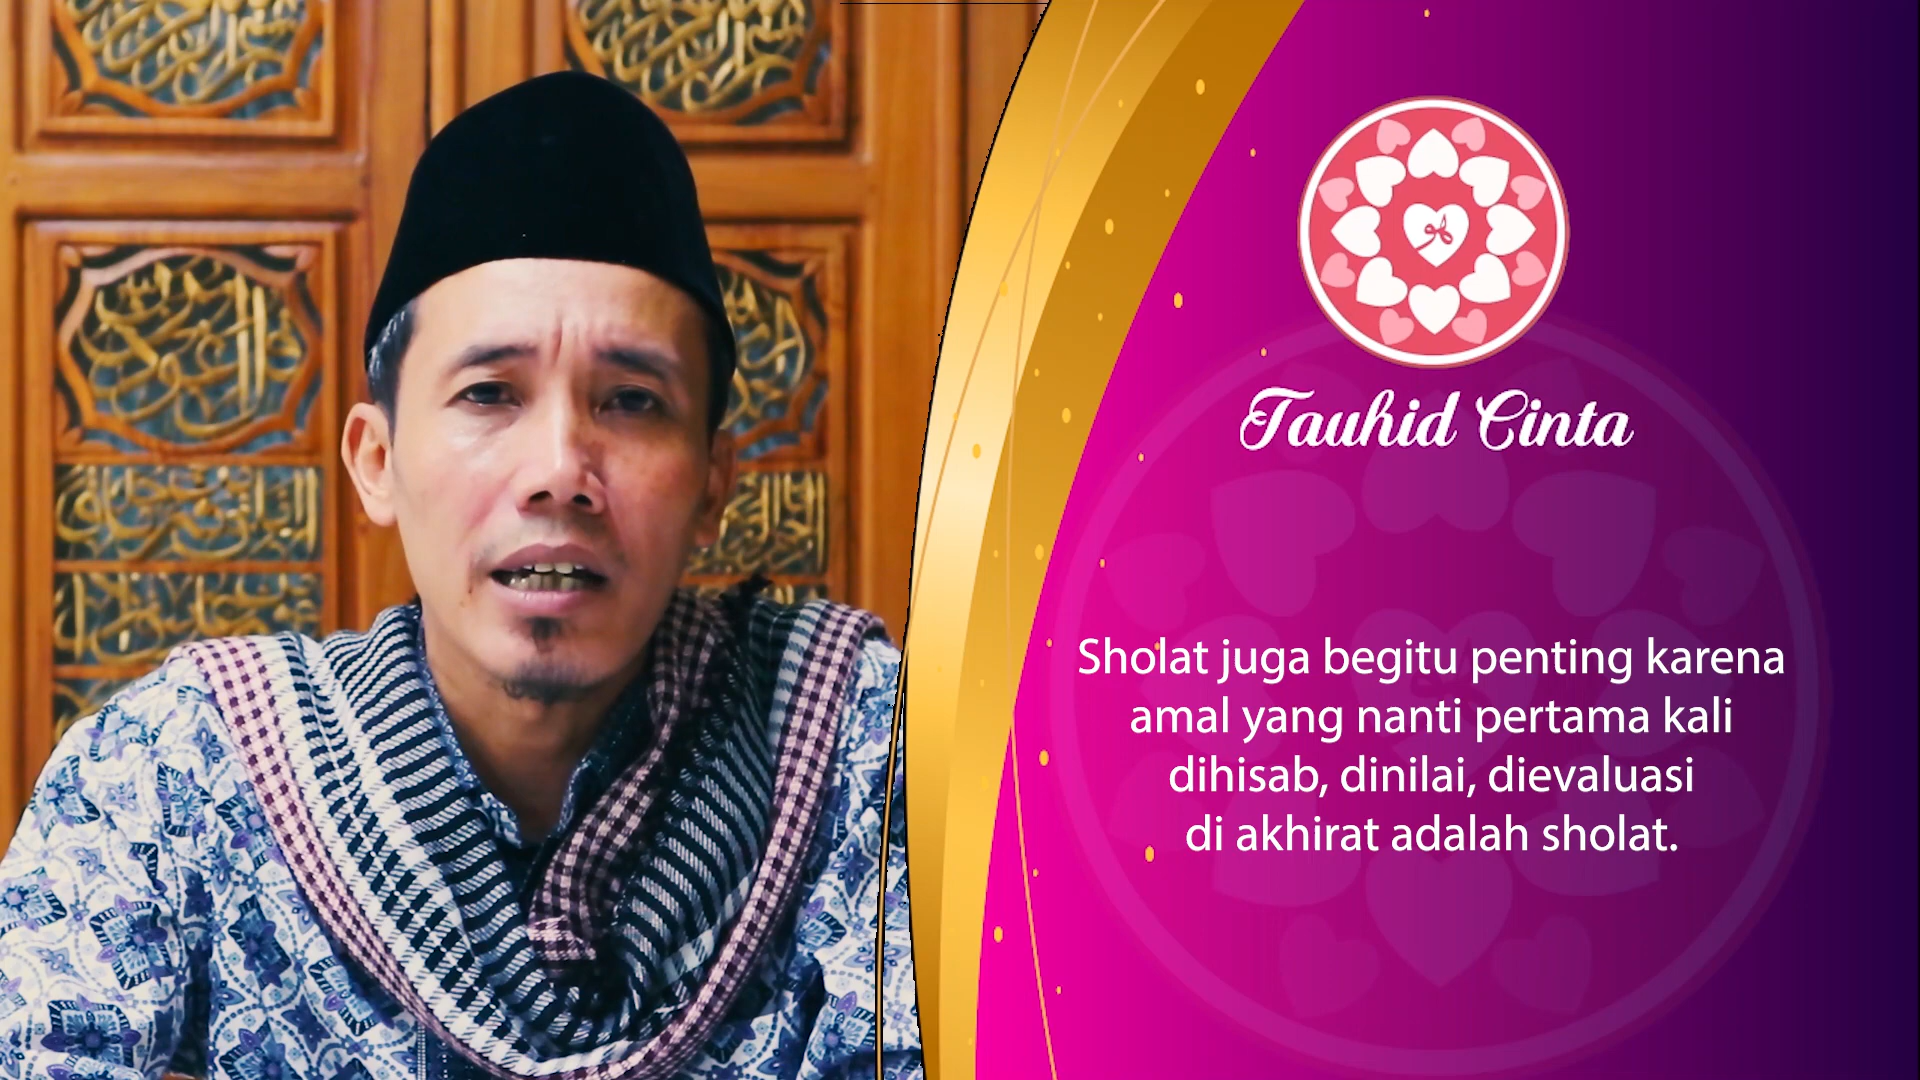 Tauhid Cinta
Sholat juga begitu penting karena
amal yang nanti pertama kali
dihisab, dinilai, dievaluasi
di akhirat adalah sholat.